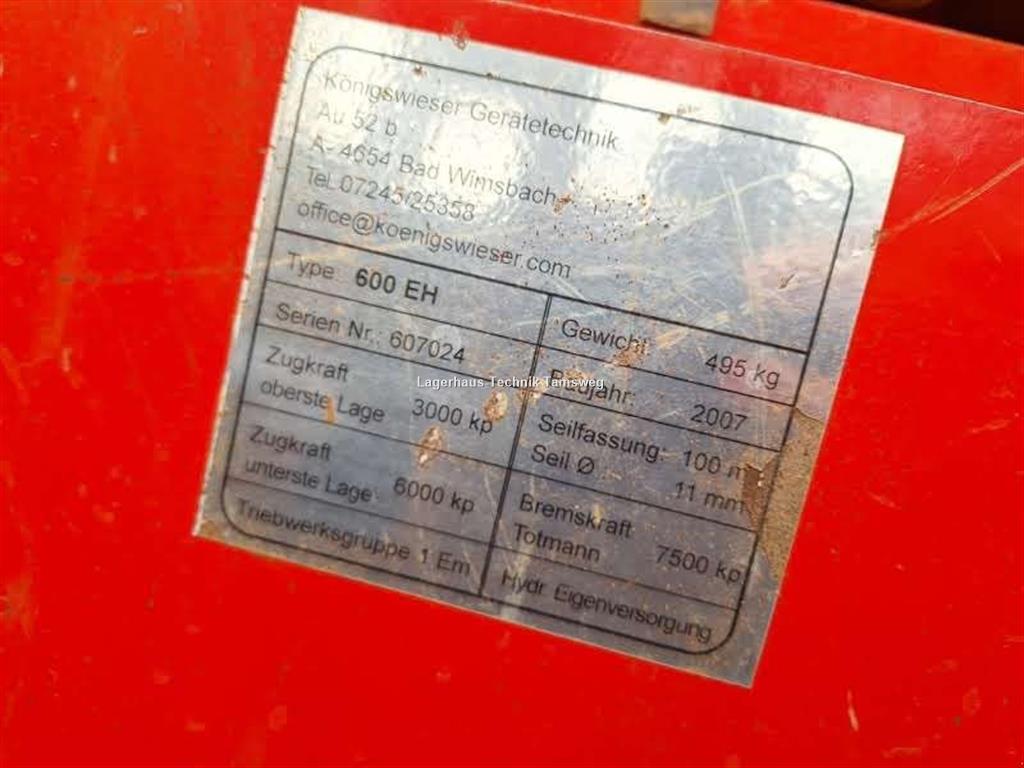 Königswieser Gerätetechnik
Au 52 b
A- 4654 Bad Wimsbach
Tel.07245/25358
office@koenigswieser.com
Type 600 EH
Serien Nr.: 607024
Zugkraft
oberste Lage 3000 kp
Zugkraft
unterste Lage 6000 kp
Triebwerksgruppe 1 Em
Gewicht 495 kg
Baujahr: 2007
Seilfassung 100 m
Seil Ø 11 mm
Bremskraft
Totmann 7500 kp
Hydr Eigenversorgung
Lagerhaus-Technik Tamsweg